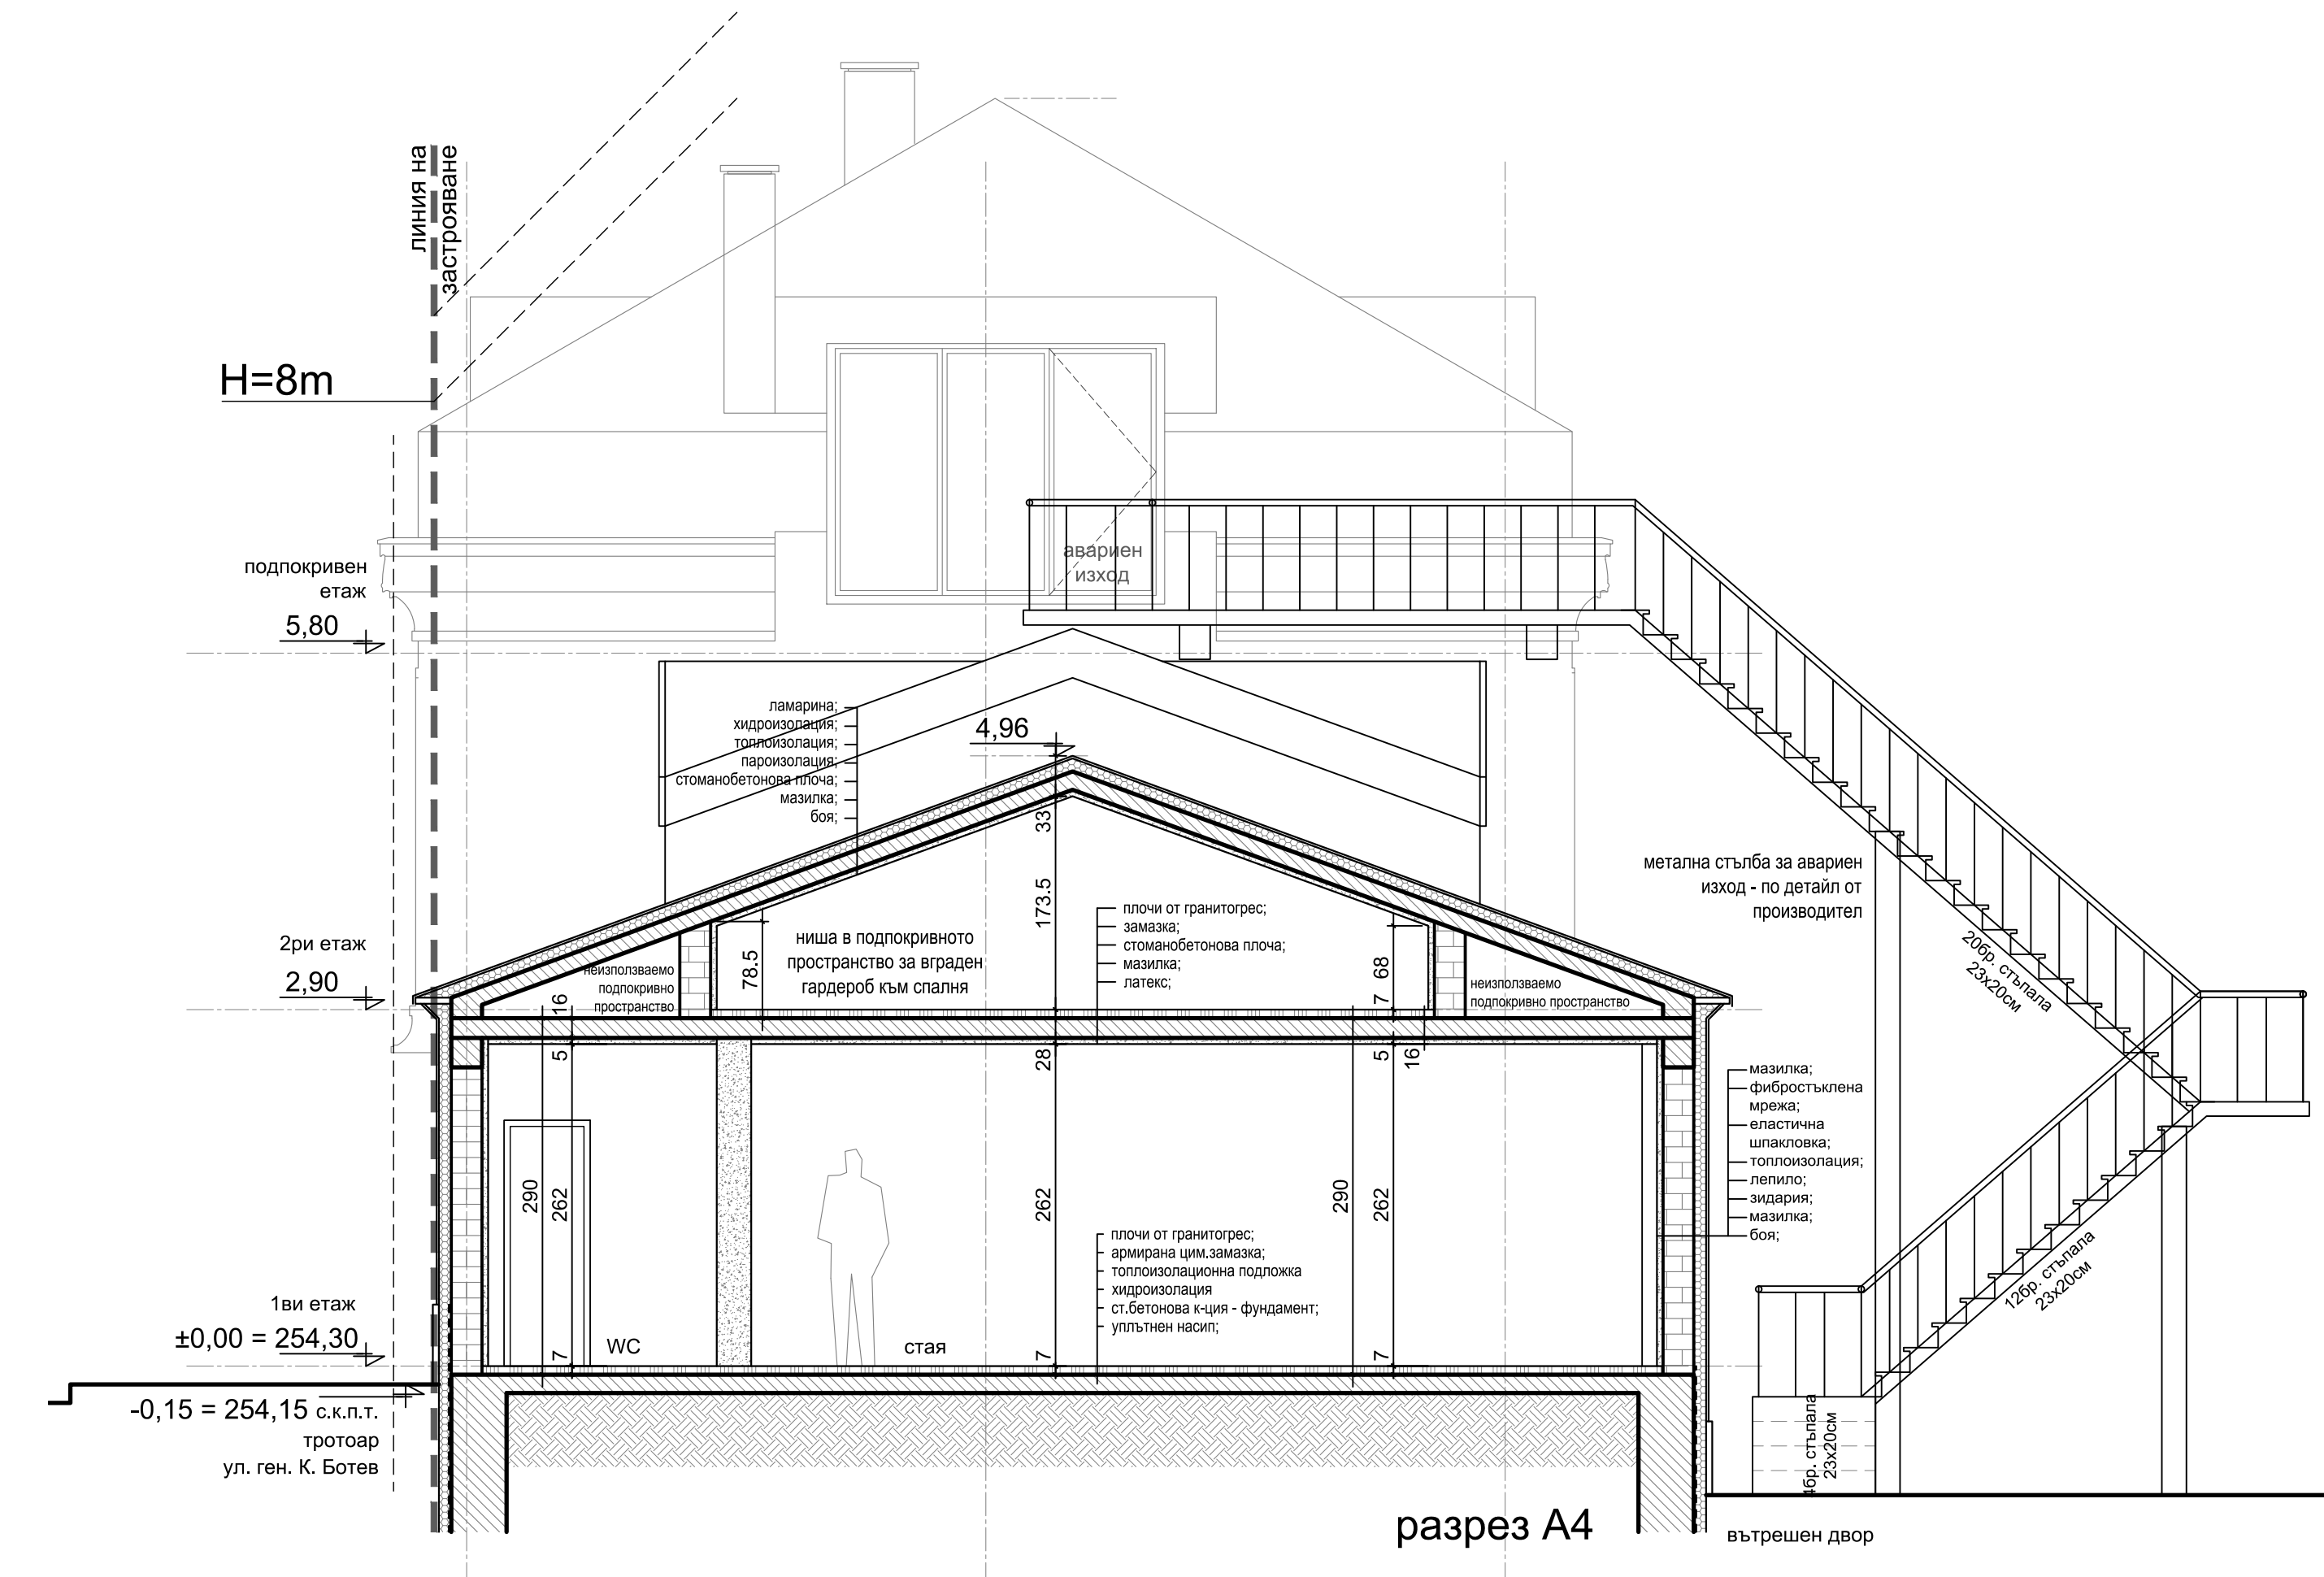 линия на
застрояване
H=8m
авариен
изход
подпокривен
етаж
5,80
ламарина;
хидроизолация;
топлоизолация;
пароизолация;
стоманобетонова плоча;
мазилка;
боя;
4,96
33
173.5
метална стълба за авариен
изход - по детайл от
производител
20бр. стъпала
23х20см
2ри етаж
2,90
неизползваемо
подпокривно
пространство
16
78.5
ниша в подпокривното
пространство за вграден
гардероб към спалня
плочи от гранитогрес;
замазка;
стоманобетонова плоча;
мазилка;
латекс;
68
7
неизползваемо
подпокривно пространство
5
28
5
16
мазилка;
фибростъклена
мрежа;
еластична
шпакловка;
топлоизолация;
лепило;
зидария;
мазилка;
боя;
290
262
262
290
262
плочи от гранитогрес;
армирана цим.замазка;
топлоизолационна подложка
хидроизолация
ст.бетонова к-ция - фундамент;
уплътнен насип;
12бр. стъпала
23х20см
1ви етаж
±0,00 = 254,30
7
WC
стая
7
7
-0,15 = 254,15 с.к.п.т.
тротоар
ул. ген. К. Ботев
4бр. стъпала
23х20см
разрез А4
вътрешен двор